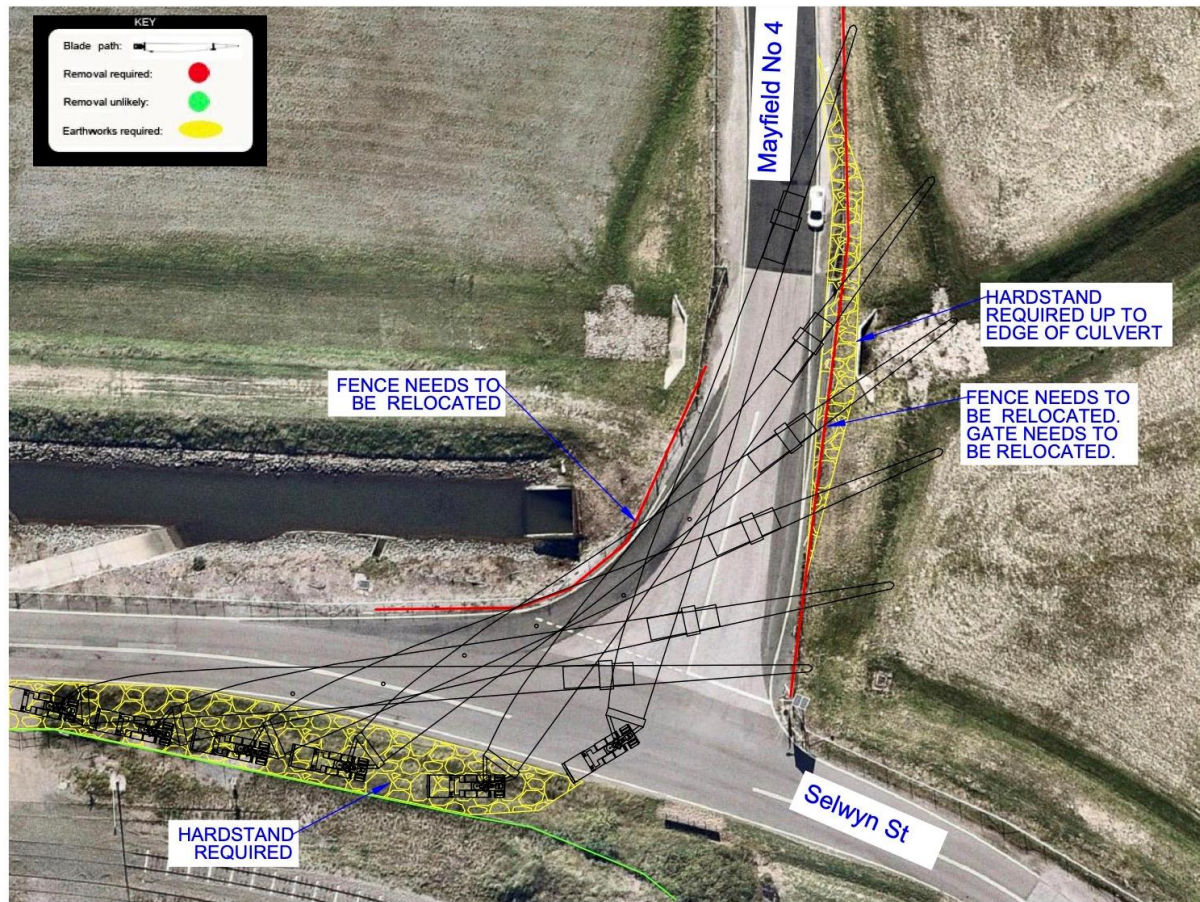 KEY
Blade path:
Removal required:
Removal unlikely:
Earthworks required:
Mayfield No 4
HARDSTAND
REQUIRED UP TO
EDGE OF CULVERT
FENCE NEEDS TO
BE RELOCATED
FENCE NEEDS TO
BE RELOCATED.
GATE NEEDS TO
BE RELOCATED.
HARDSTAND
REQUIRED
Selwyn St